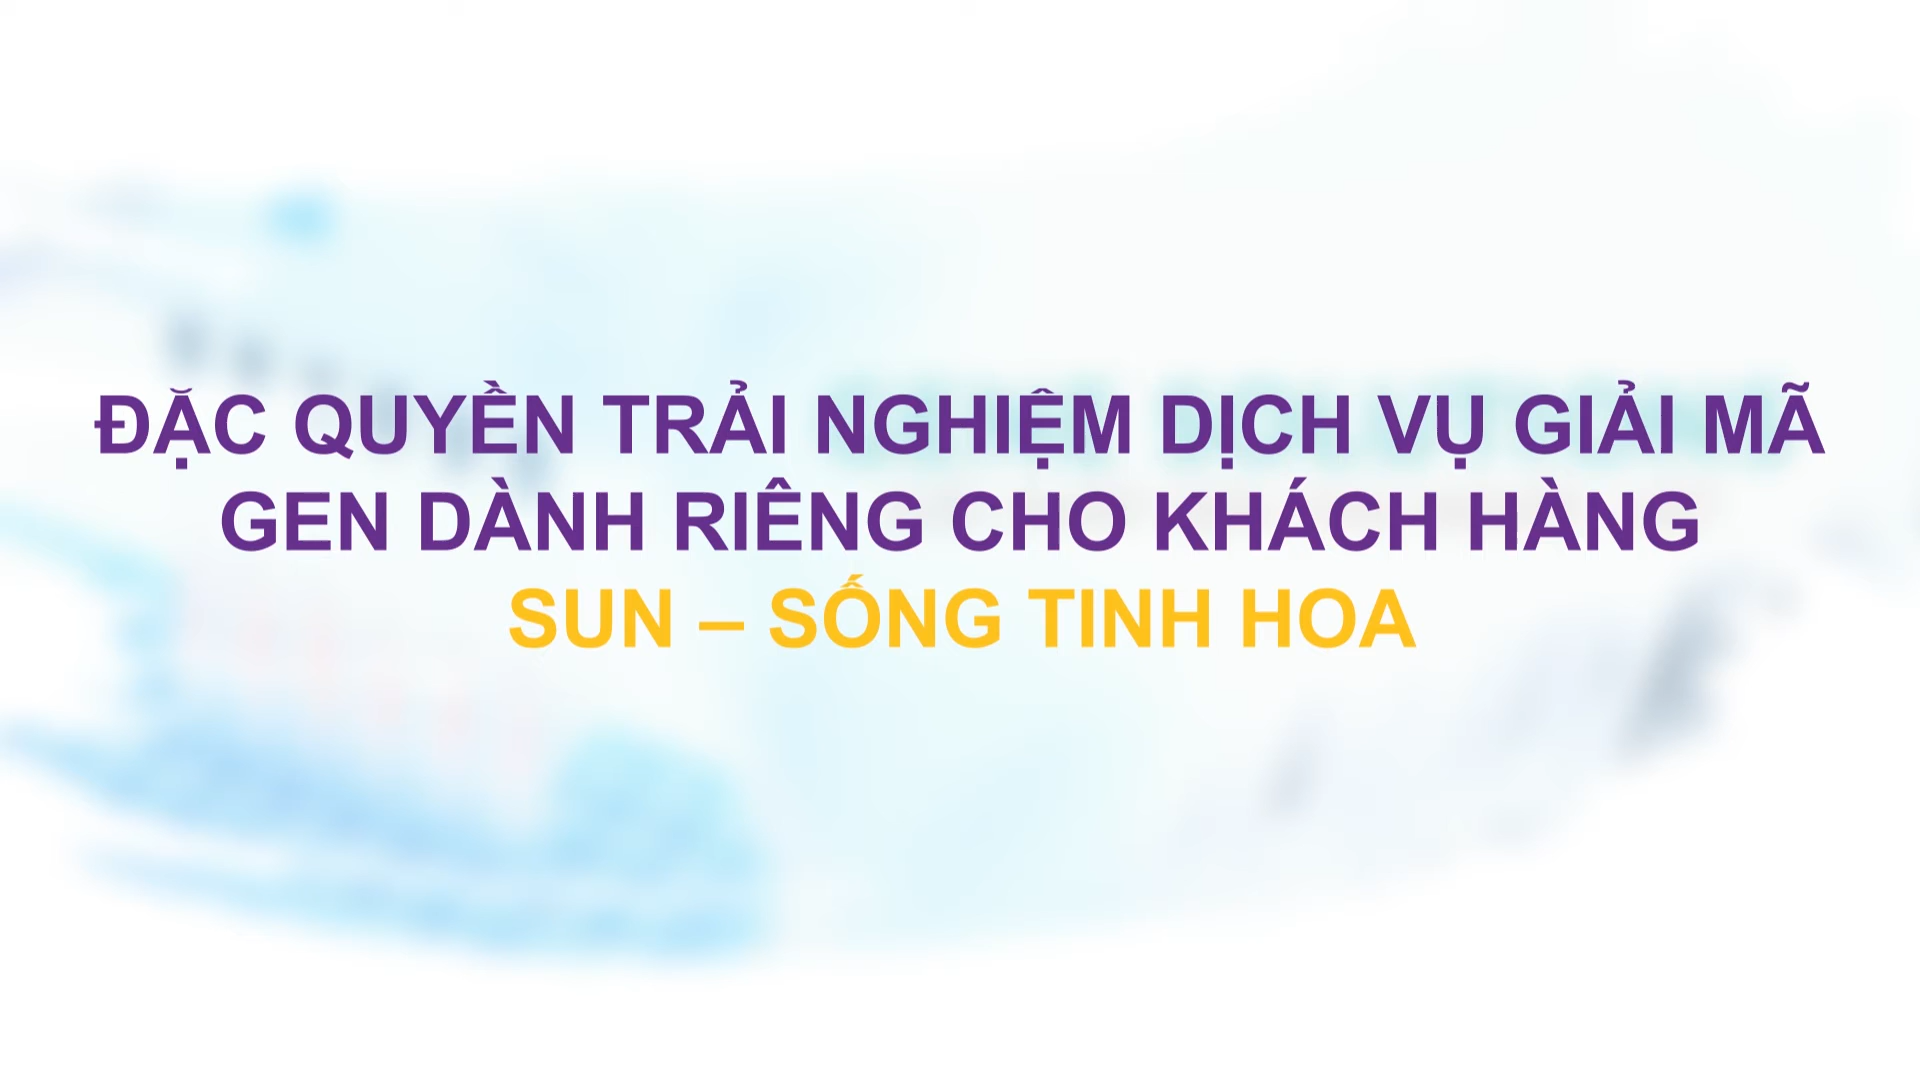 ĐẶC QUYỀN TRẢI NGHIỆM DỊCH VỤ GIẢI MÃ
GEN DÀNH RIÊNG CHO KHÁCH HÀNG
SUN – SỐNG TINH HOA